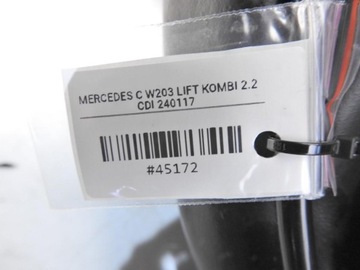 MERCEDES C W203 LIFT KOMBI 2.2
CDI 240117
#45172